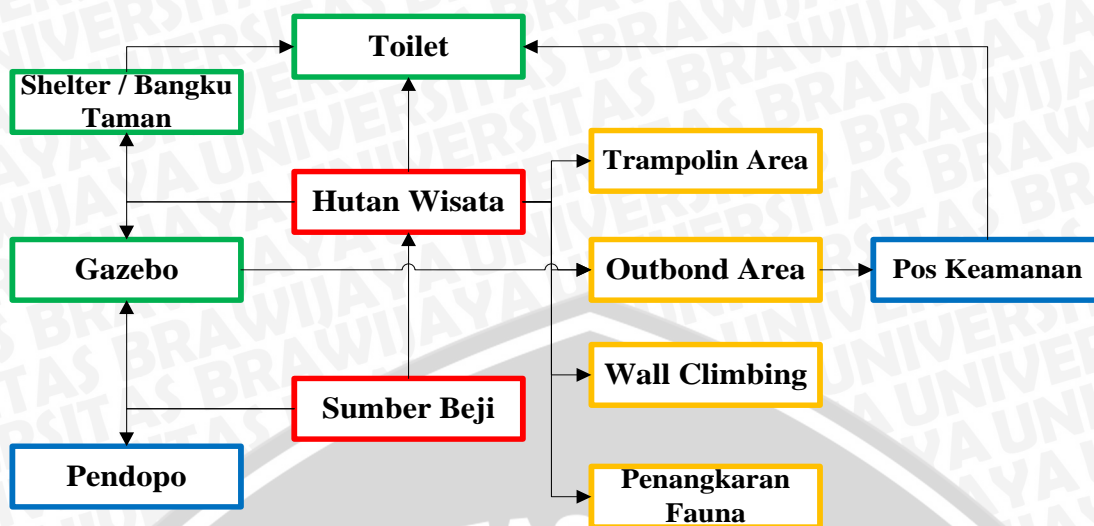 Toilet
Shelter / Bangku
Taman
Trampolin Area
Hutan Wisata
Gazebo
Outbond Area
Pos Keamanan
Wall Climbing
Sumber Beji
Pendopo
Penangkaran
Fauna